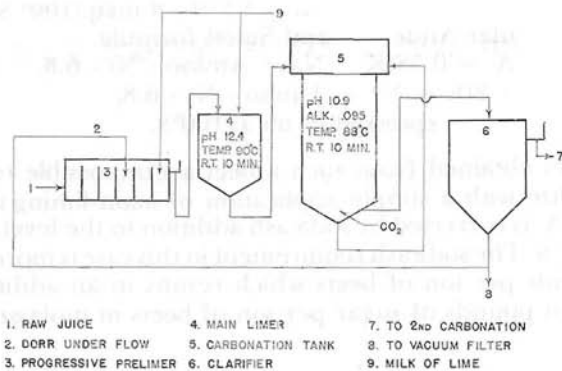 9
2
5
pH 10.9
ALK. .095
TEMP. 88°C
R.T. 10 MIN.
4
pH 12.4
TEMP. 90°C
R.T. 10 MIN.
6
1
3
7
CO2
8
1. RAW JUICE
2. DORR UNDER FLOW
3. PROGRESSIVE PRELIMER
4. MAIN LIMER
5. CARBONATION TANK
6. CLARIFIER
7. TO 2ND CARBONATION
8. TO VACUUM FILTER
9. MILK OF LIME